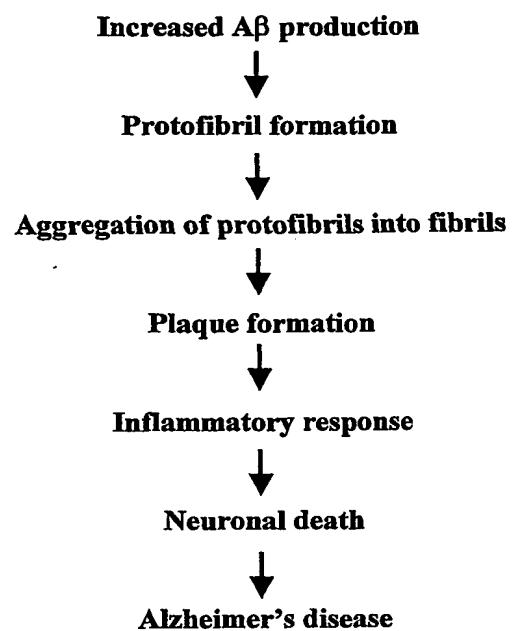 Increased Aβ production
Protofibril formation
Aggregation of protofibrils into fibrils
Plaque formation
Inflammatory response
Neuronal death
Alzheimer's disease